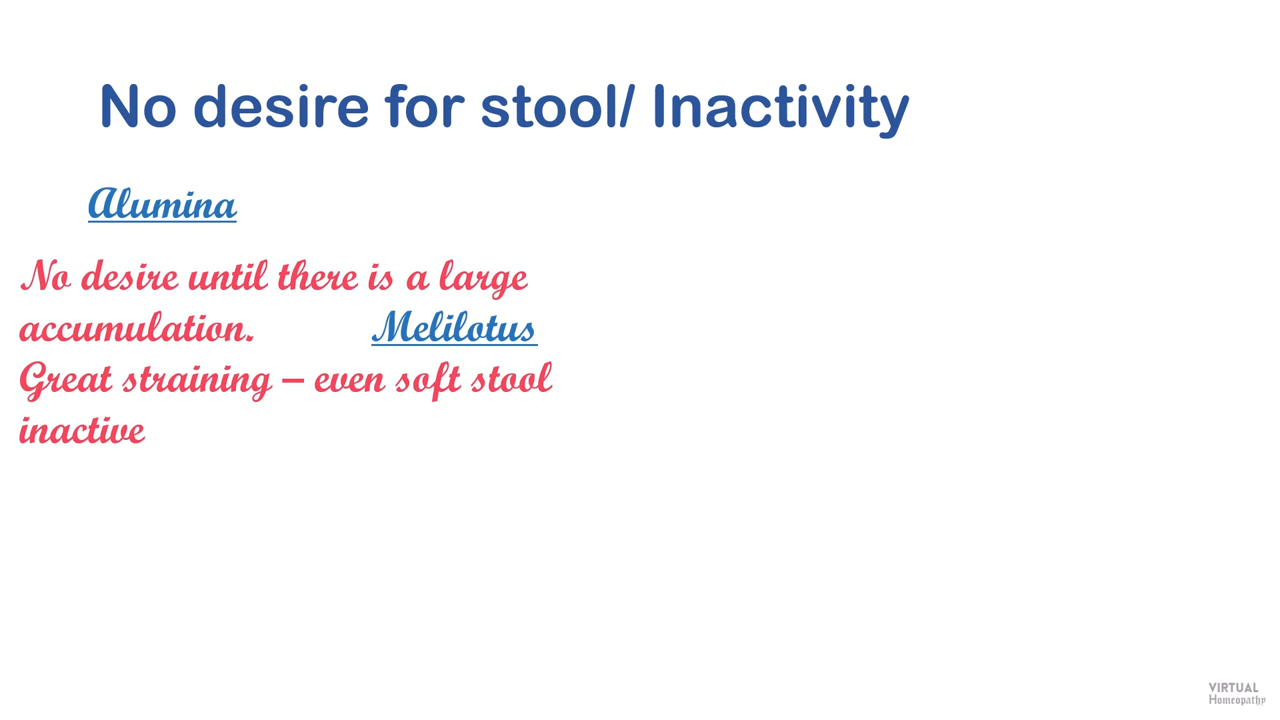 No desire for stool/ Inactivity
Alumina
No desire until there is a large
accumulation. Melilotus
Great straining – even soft stool
inactive
VIRTUAL
Homeopathy